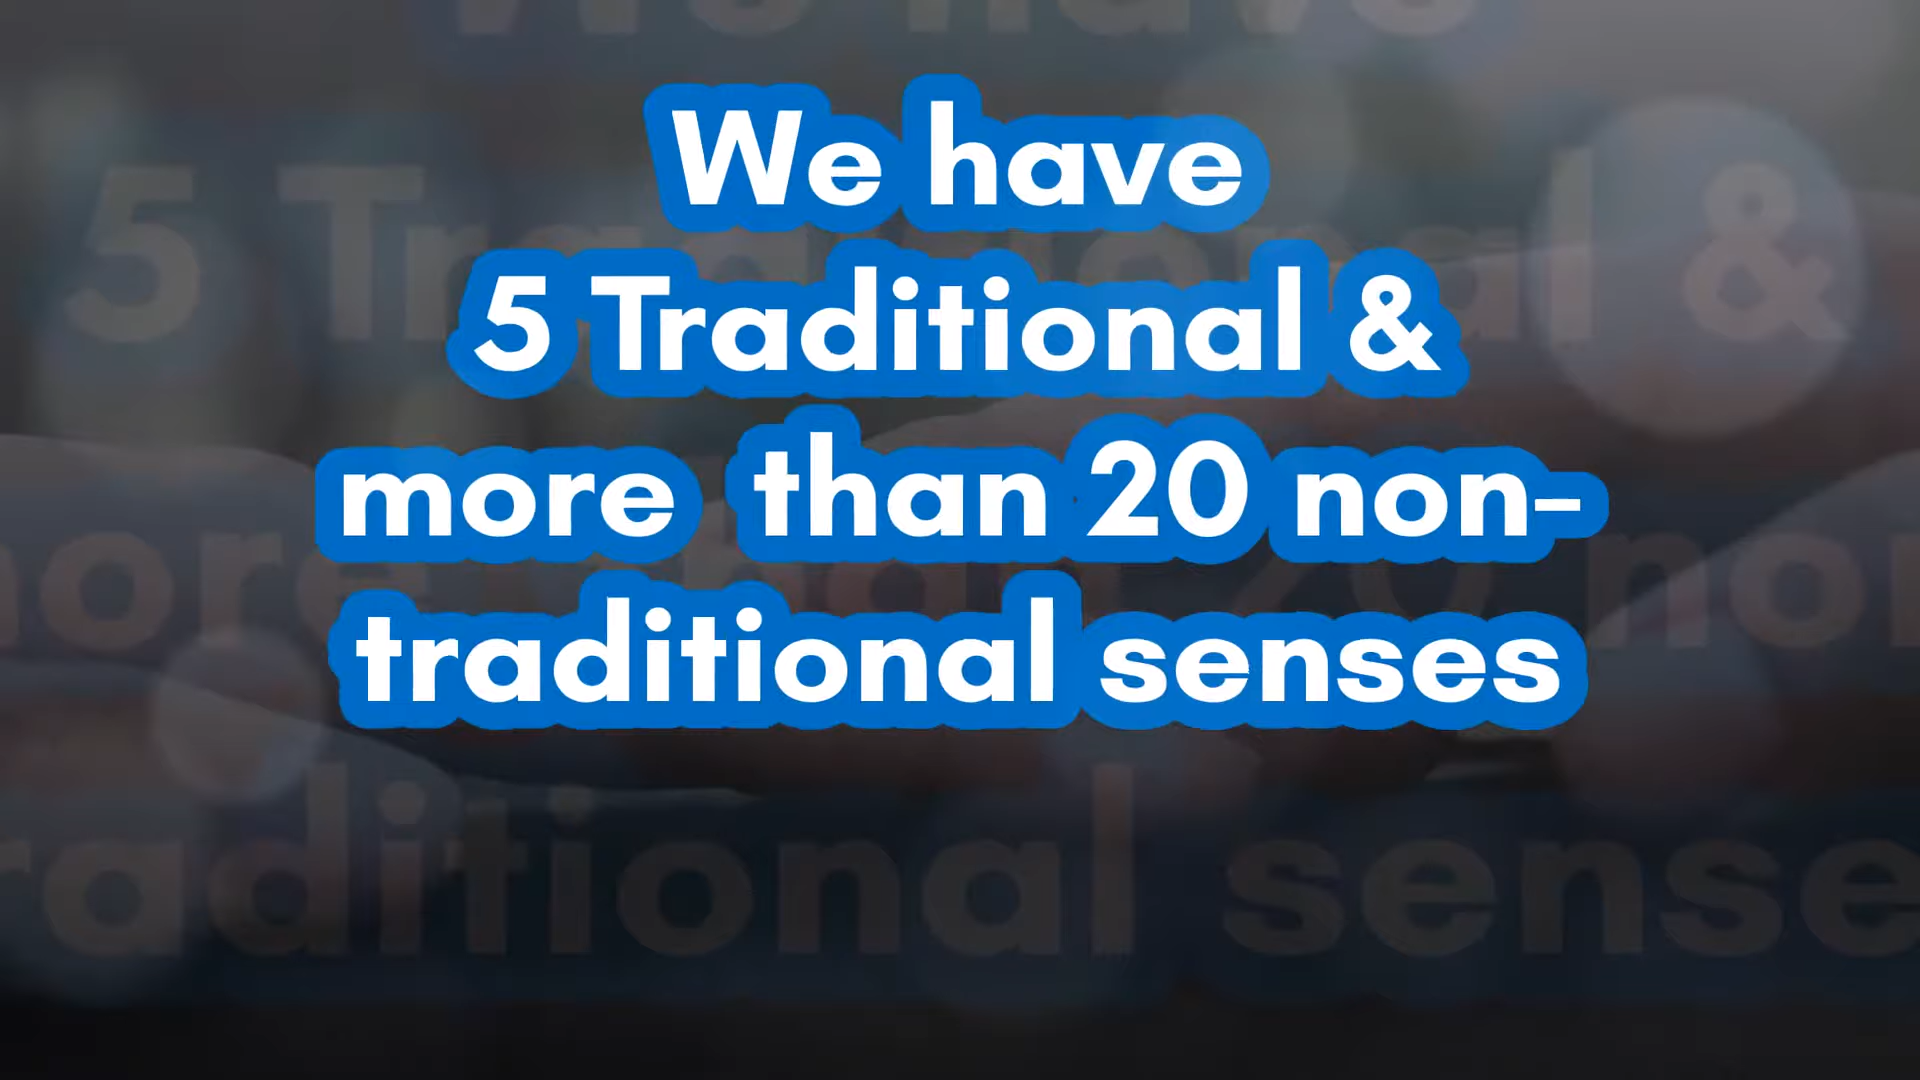 We have
5 Traditional &
more than 20 non-
traditional senses